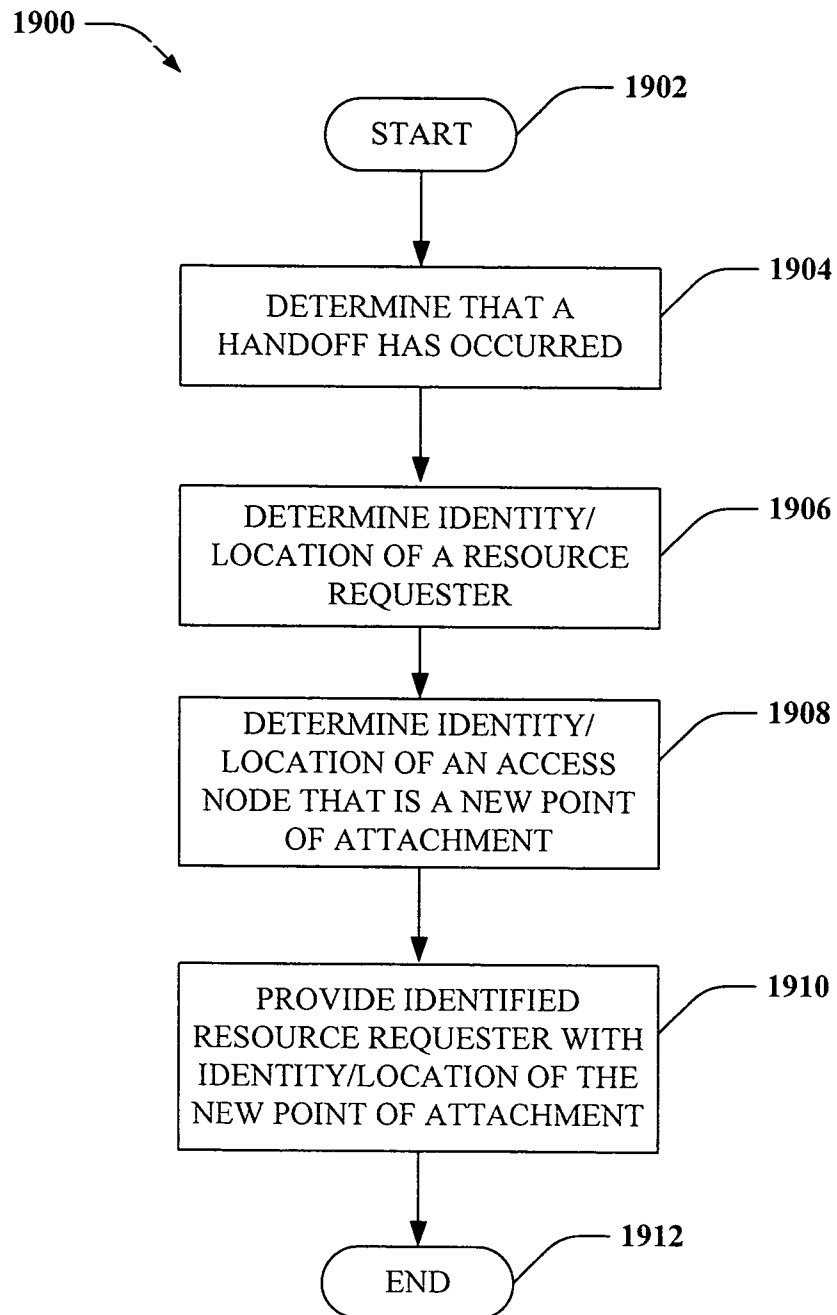 1900
1902
START
1904
DETERMINE THAT A
HANDOFF HAS OCCURRED
1906
DETERMINE IDENTITY/
LOCATION OF A RESOURCE
REQUESTER
1908
DETERMINE IDENTITY/
LOCATION OF AN ACCESS
NODE THAT IS A NEW POINT
OF ATTACHMENT
1910
PROVIDE IDENTIFIED
RESOURCE REQUESTER WITH
IDENTITY/LOCATION OF THE
NEW POINT OF ATTACHMENT
1912
END